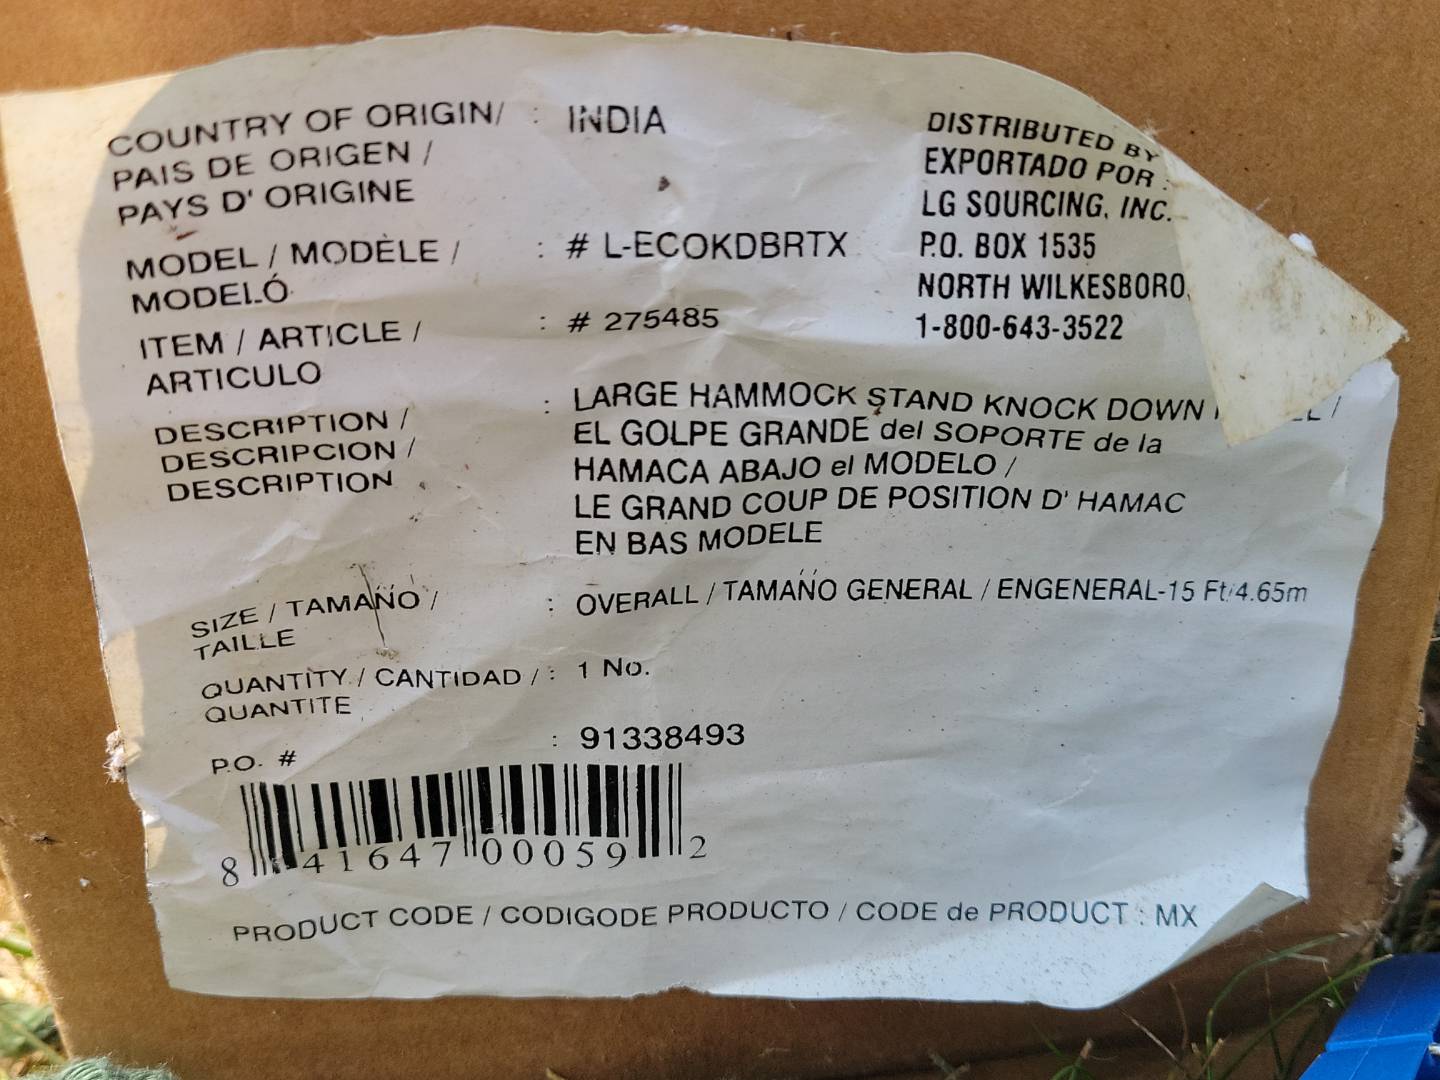 COUNTRY OF ORIGIN/ : INDIA
PAIS DE ORIGEN /
PAYS D' ORIGINE
MODEL / MODÈLE / : # L-ECOKDBRTX
MODELÓ
ITEM / ARTICLE / : # 275485
ARTICULO
DISTRIBUTED BY
EXPORTADO POR :
LG SOURCING, INC.
P.O. BOX 1535
NORTH WILKESBORO,
1-800-643-3522
DESCRIPTION / : LARGE HAMMOCK STAND KNOCK DOWN /
DESCRIPCION / EL GOLPE GRANDE del SOPORTE de la
DESCRIPTION HAMACA ABAJO el MODELO /
LE GRAND COUP DE POSITION D' HAMAC
EN BAS MODELE
SIZE / TAMAÑO / : OVERALL / TAMAÑO GENERAL / ENGENERAL-15 Ft/4.65m
TAILLE
QUANTITY / CANTIDAD / : 1 No.
QUANTITE
P.O. # : 91338493
8 41647 00059 2
PRODUCT CODE / CODIGODE PRODUCTO / CODE de PRODUCT : MX